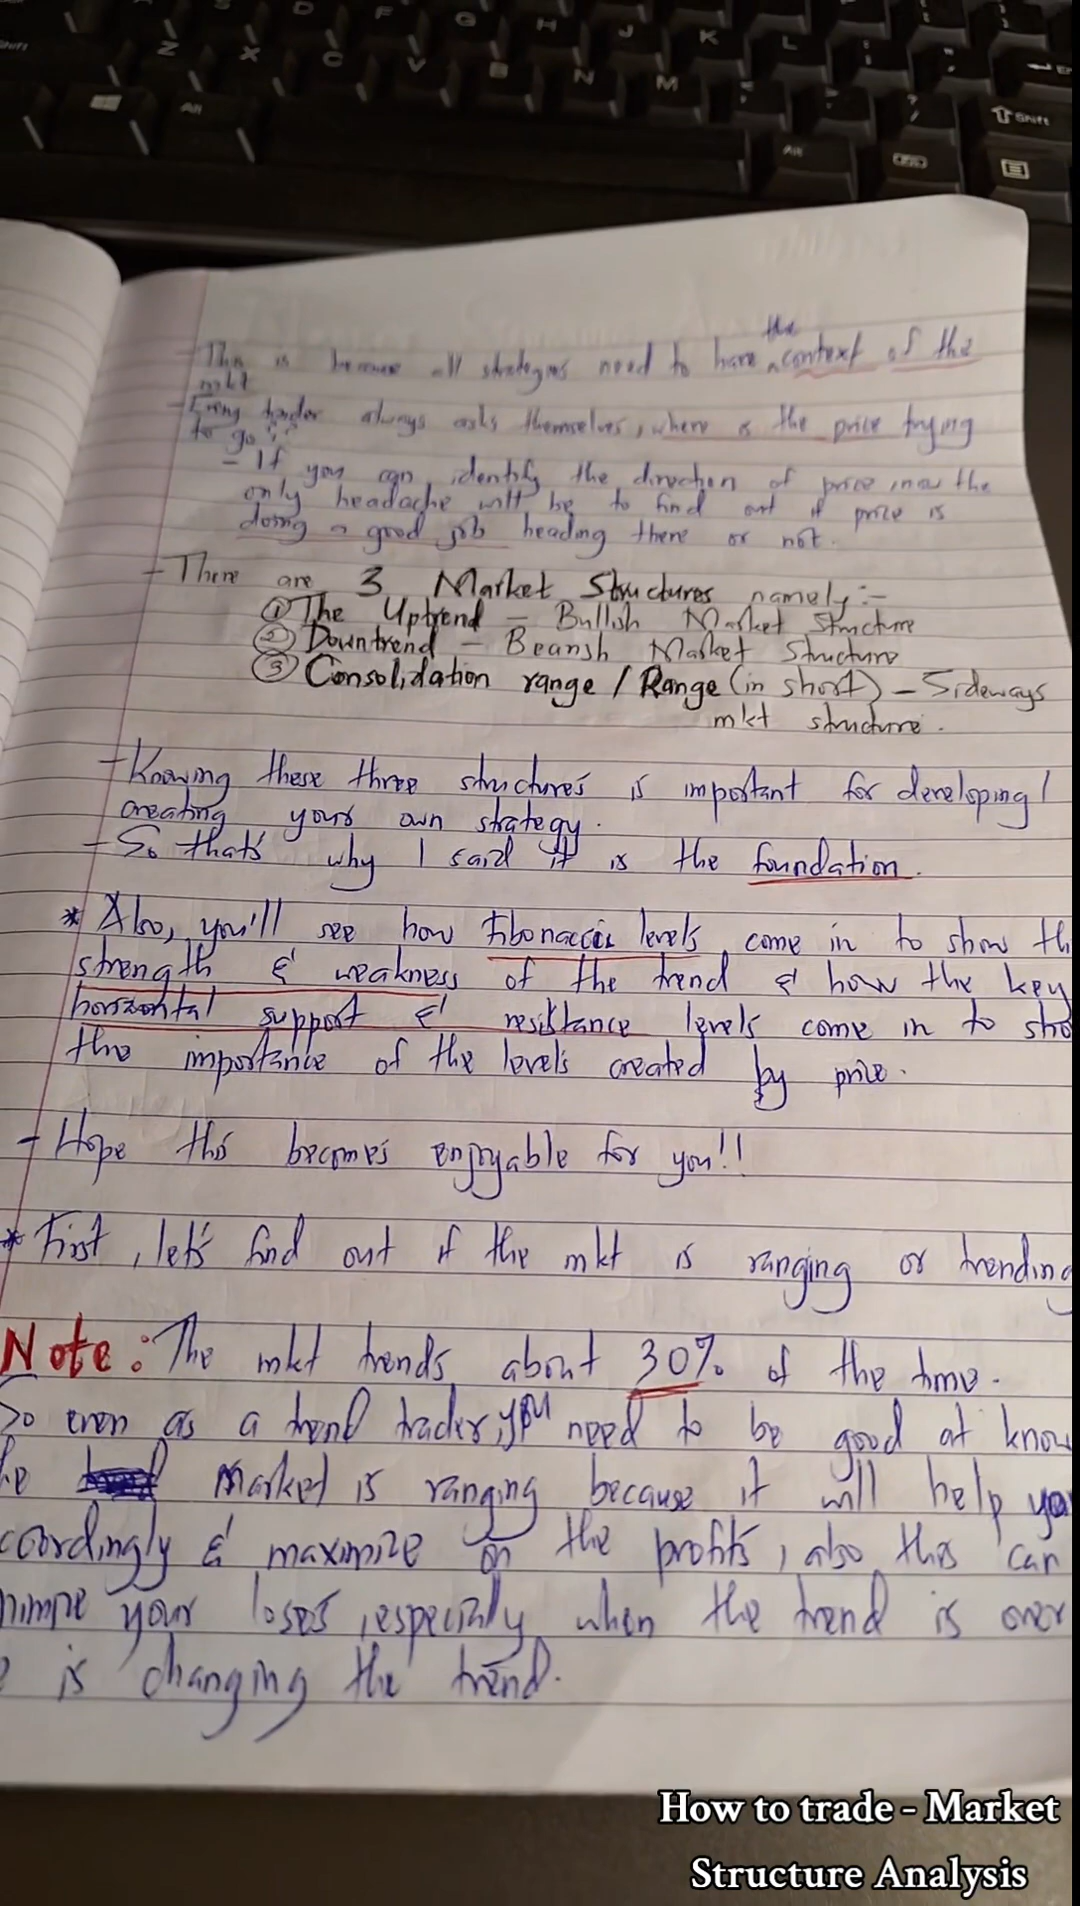 This is because all strategies need to have the context of the
mkt
- Every trader always asks themselves, where is the price trying
to go??
- If you can identify the direction of price, now the
only headache will be to find out if price is
doing a good job heading there or not.
- There are 3 Market Structures namely:-
① The Uptrend - Bullish Market Structure
② Downtrend - Bearish Market Structure
③ Consolidation range / Range (in short) - Sideways
mkt structure.
- Knowing these three structures is important for developing /
creating your own strategy.
- So that's why I said it is the foundation.
* Also, you'll see how Fibonacci levels come in to show th
strength & weakness of the trend & how the key
horizontal support & resistance levels come in to sho
the importance of the levels created by price.
- Hope this becomes enjoyable for you!!
* First, let's find out if the mkt is ranging or trending
Note: The mkt trends about 30% of the time.
So even as a trend trader, you need to be good at know
he market is ranging because it will help you
ccordingly & maximize on the profits, also this can
nimize your loses, especially when the trend is over
is changing the trend.
How to trade - Market
Structure Analysis
Shift
Z X C V B N M
D F G H J K L
Alt
Alt
Shift